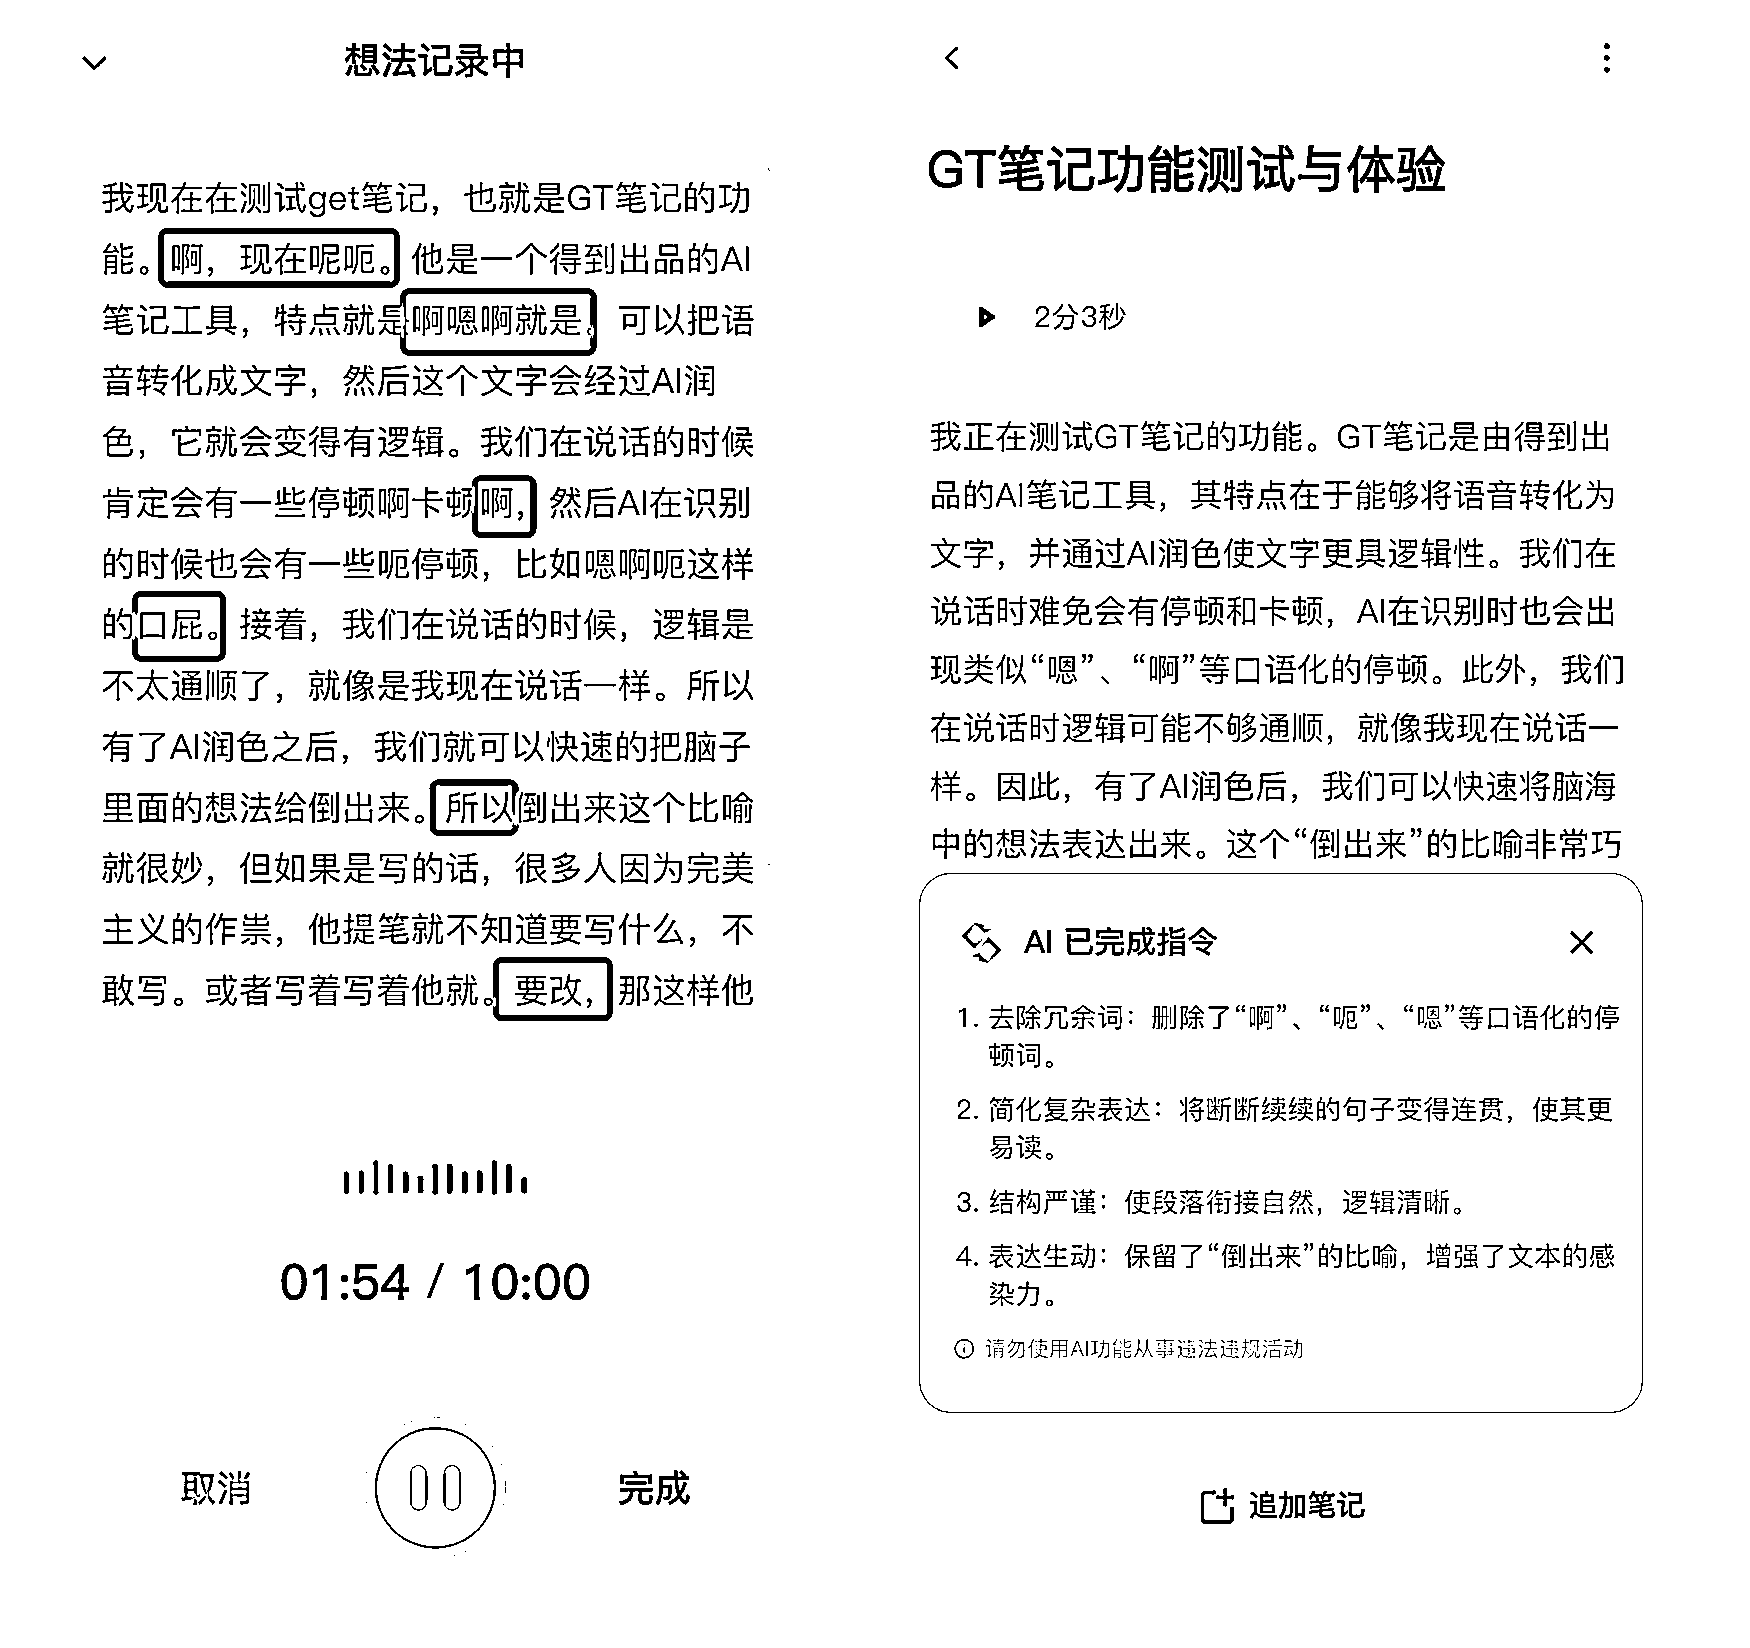 想法记录中
我现在在测试get笔记，也就是GT笔记的功
能。啊，现在呢呃。他是一个得到出品的AI
笔记工具，特点就是啊嗯啊就是。可以把语
音转化成文字，然后这个文字会经过AI润
色，它就会变得有逻辑。我们在说话的时候
肯定会有一些停顿啊卡顿啊，然后AI在识别
的时候也会有一些呃停顿，比如嗯啊呃这样
的口屁。接着，我们在说话的时候，逻辑是
不太通顺了，就像是我现在说话一样。所以
有了AI润色之后，我们就可以快速的把脑子
里面的想法给倒出来。所以倒出来这个比喻
就很妙，但如果是写的话，很多人因为完美
主义的作祟，他提笔就不知道要写什么，不
敢写。或者写着写着他就。要改，那这样他
01:54 / 10:00
取消
完成
GT笔记功能测试与体验
2分3秒
我正在测试GT笔记的功能。GT笔记是由得到出
品的AI笔记工具，其特点在于能够将语音转化为
文字，并通过AI润色使文字更具逻辑性。我们在
说话时难免会有停顿和卡顿，AI在识别时也会出
现类似“嗯”、“啊”等口语化的停顿。此外，我们
在说话时逻辑可能不够通顺，就像我现在说话一
样。因此，有了AI润色后，我们可以快速将脑海
中的想法表达出来。这个“倒出来”的比喻非常巧
AI 已完成指令
1. 去除冗余词：删除了“啊”、“呃”、“嗯”等口语化的停
顿词。
2. 简化复杂表达：将断断续续的句子变得连贯，使其更
易读。
3. 结构严谨：使段落衔接自然，逻辑清晰。
4. 表达生动：保留了“倒出来”的比喻，增强了文本的感
染力。
请勿使用AI功能从事违法违规活动
追加笔记